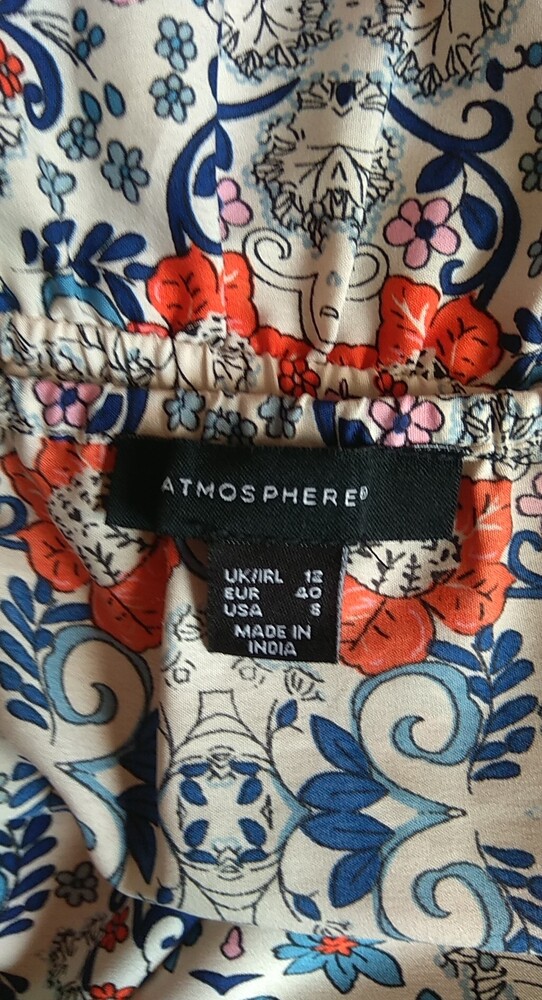 ATMOSPHERE®
UK/IRL 12
EUR 40
USA 8
MADE IN
INDIA